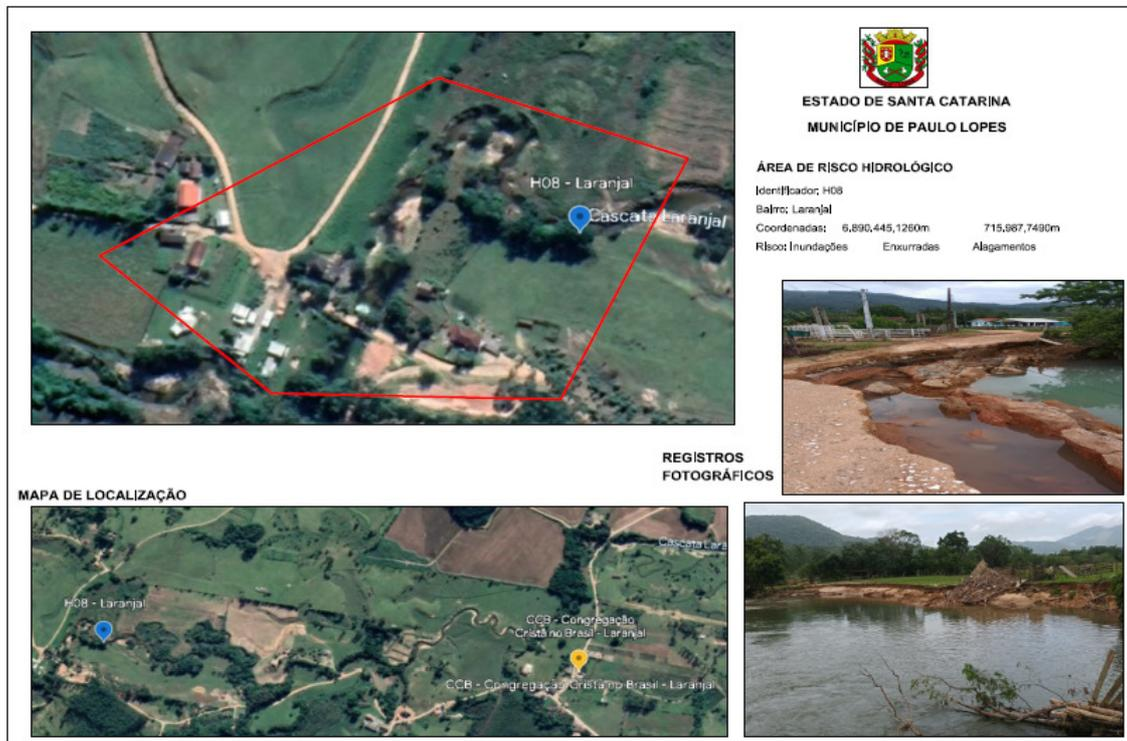 ESTADO DE SANTA CATARINA
MUNICÍPIO DE PAULO LOPES
ÁREA DE RISCO HIDROLÓGICO
Identificador: H08
Bairro: Laranjal
Coordenadas: 6,890,445,1260m 715,987,7490m
Risco: Inundações Enxurradas Alagamentos
H08 - Laranjal
Cascata Laranjal
REGISTROS
FOTOGRÁFICOS
MAPA DE LOCALIZAÇÃO
Cascata Lara
H08 - Laranjal
CCB - Congregação
Cristã no Brasil - Laranjal
CCB - Congregação Cristã no Brasil - Laranjal